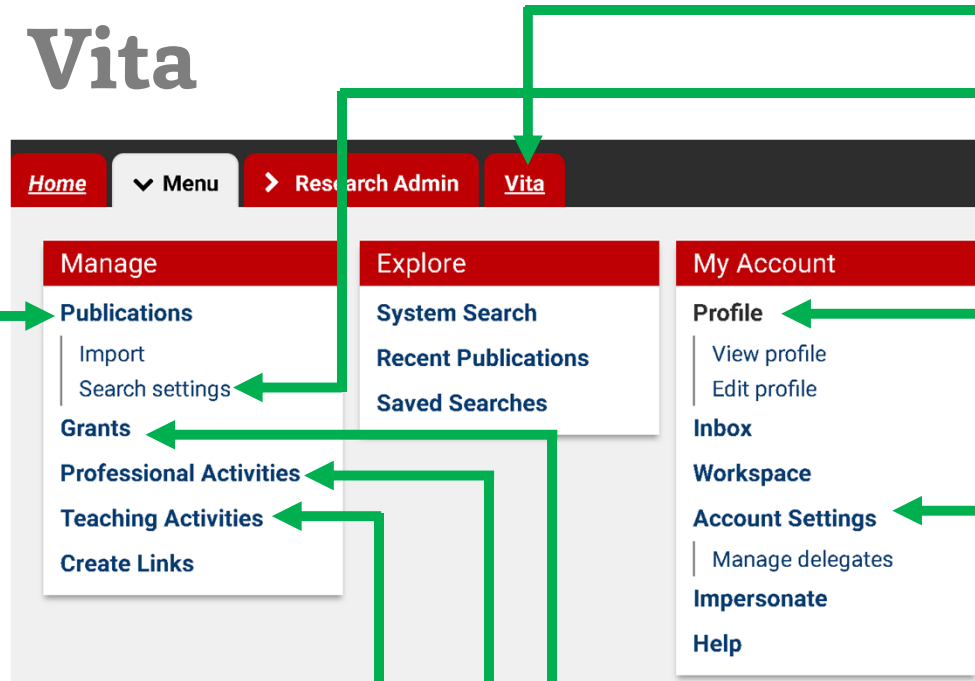 Vita
Home Menu Research Admin Vita
Manage
Publications
Import
Search settings
Grants
Professional Activities
Teaching Activities
Create Links
Explore
System Search
Recent Publications
Saved Searches
My Account
Profile
View profile
Edit profile
Inbox
Workspace
Account Settings
Manage delegates
Impersonate
Help